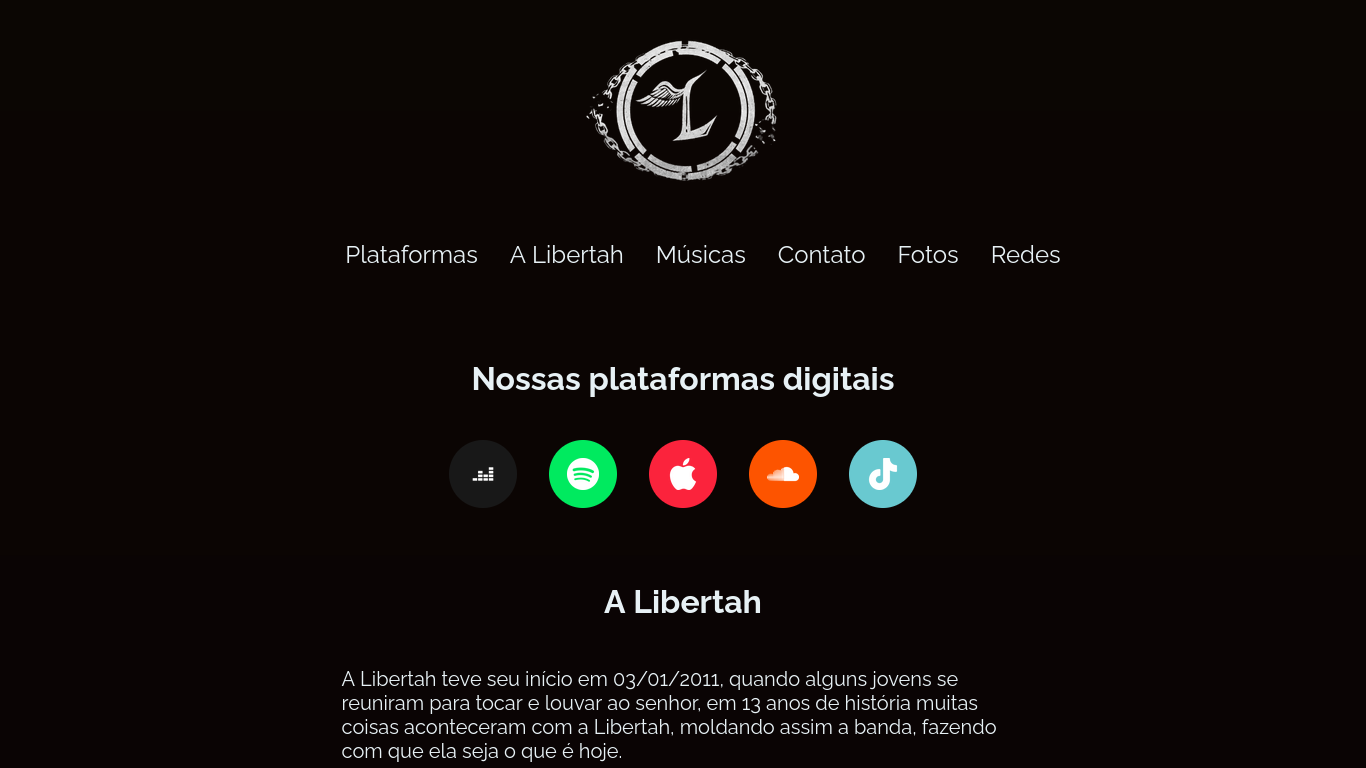 L
Plataformas A Libertah Músicas Contato Fotos Redes
Nossas plataformas digitais
A Libertah
A Libertah teve seu início em 03/01/2011, quando alguns jovens se
reuniram para tocar e louvar ao senhor, em 13 anos de história muitas
coisas aconteceram com a Libertah, moldando assim a banda, fazendo
com que ela seja o que é hoje.